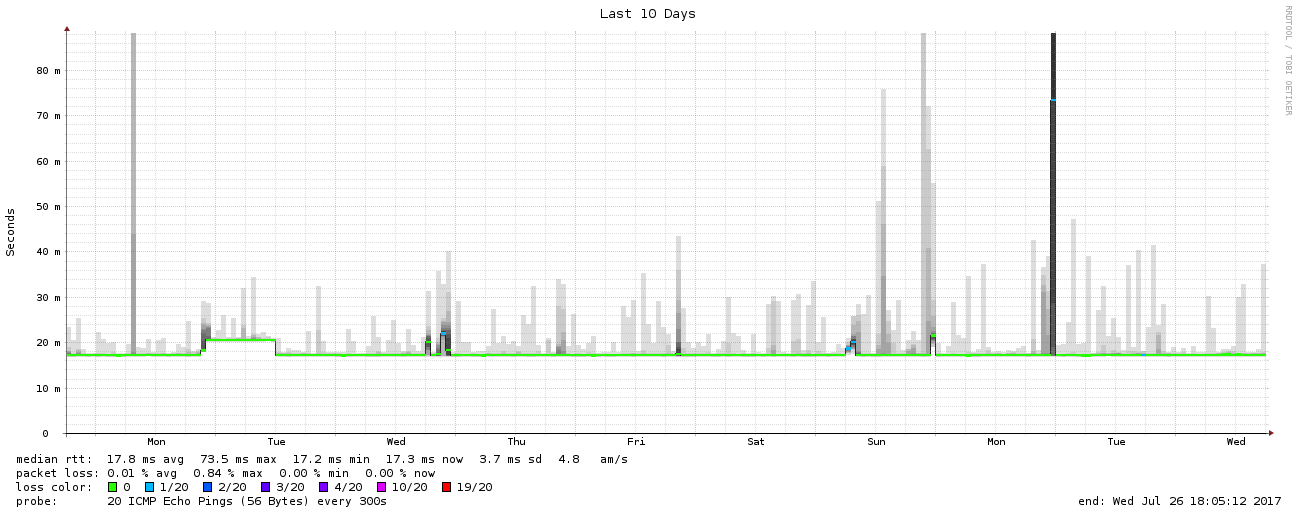 Last 10 Days
RRDTOOL / TOBI OETIKER
Seconds
80 m
70 m
60 m
50 m
40 m
30 m
20 m
10 m
0
Mon Tue Wed Thu Fri Sat Sun Mon Tue Wed
median rtt: 17.8 ms avg 73.5 ms max 17.2 ms min 17.3 ms now 3.7 ms sd 4.8 am/s
packet loss: 0.01 % avg 0.84 % max 0.00 % min 0.00 % now
loss color: 0 1/20 2/20 3/20 4/20 10/20 19/20
probe: 20 ICMP Echo Pings (56 Bytes) every 300s end: Wed Jul 26 18:05:12 2017